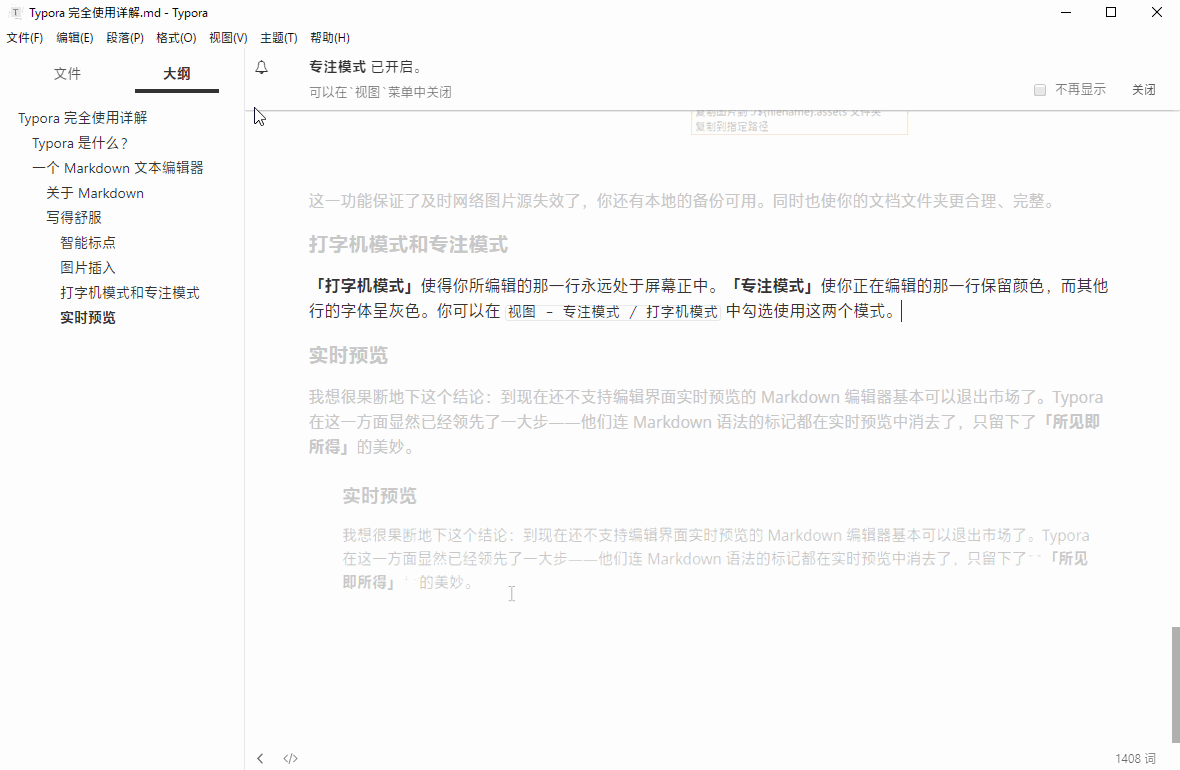 Typora 完全使用详解.md - Typora
文件(F) 编辑(E) 段落(P) 格式(O) 视图(V) 主题(T) 帮助(H)
文件 大纲
Typora 完全使用详解
Typora 是什么？
一个 Markdown 文本编辑器
关于 Markdown
写得舒服
智能标点
图片插入
打字机模式和专注模式
实时预览
专注模式 已开启。
可以在`视图`菜单中关闭
不再显示 关闭
复制图片到 ./${filename}.assets 文件夹
复制到指定路径
这一功能保证了及时网络图片源失效了，你还有本地的备份可用。同时也使你的文档文件夹更合理、完整。
打字机模式和专注模式
「打字机模式」使得你所编辑的那一行永远处于屏幕正中。「专注模式」使你正在编辑的那一行保留颜色，而其他
行的字体呈灰色。你可以在 视图 - 专注模式 / 打字机模式 中勾选使用这两个模式。
实时预览
我想很果断地下这个结论：到现在还不支持编辑界面实时预览的 Markdown 编辑器基本可以退出市场了。Typora
在这一方面显然已经领先了一大步——他们连 Markdown 语法的标记都在实时预览中消去了，只留下了「所见即
所得」的美妙。
实时预览
我想很果断地下这个结论：到现在还不支持编辑界面实时预览的 Markdown 编辑器基本可以退出市场了。Typora
在这一方面显然已经领先了一大步——他们连 Markdown 语法的标记都在实时预览中消去了，只留下了**「所见
即所得」**的美妙。
</> 1408 词